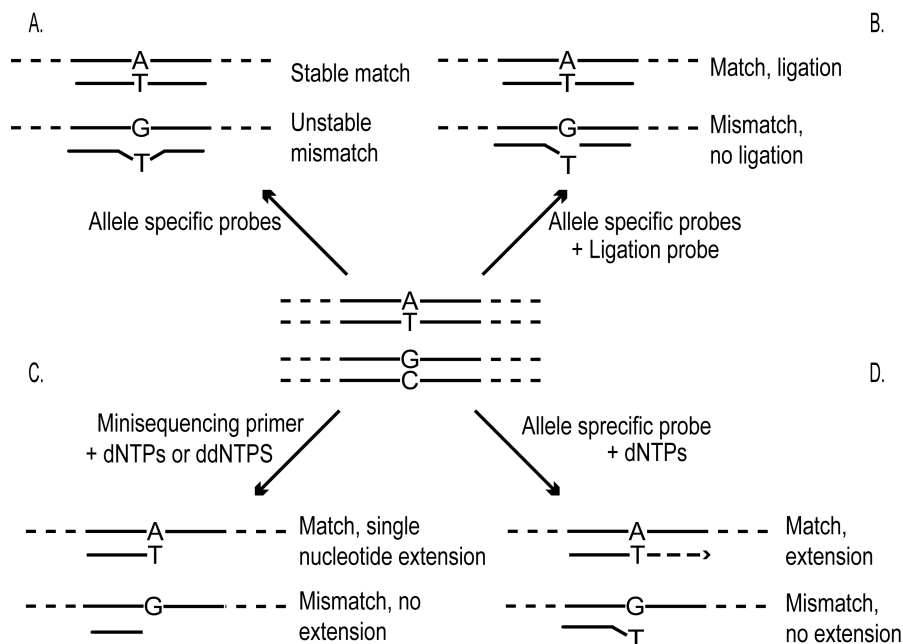 A.
A
T
Stable match
G
T
Unstable
mismatch
Allele specific probes
B.
A
T
Match, ligation
G
T
Mismatch,
no ligation
Allele specific probes
+ Ligation probe
A
T
G
C
C.
Minisequencing primer
+ dNTPs or ddNTPS
A
T
Match, single
nucleotide extension
G
Mismatch, no
extension
D.
Allele sprecific probe
+ dNTPs
A
T
Match,
extension
G
T
Mismatch,
no extension